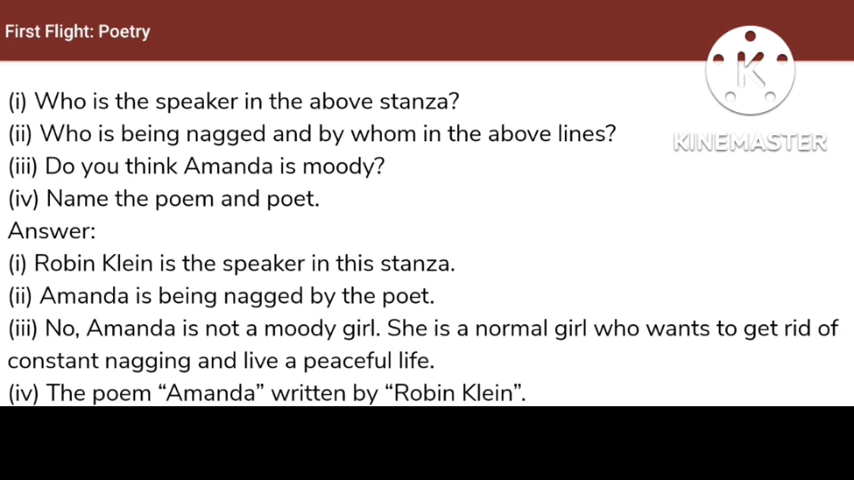 First Flight: Poetry
KINEMASTER
(i) Who is the speaker in the above stanza?
(ii) Who is being nagged and by whom in the above lines?
(iii) Do you think Amanda is moody?
(iv) Name the poem and poet.
Answer:
(i) Robin Klein is the speaker in this stanza.
(ii) Amanda is being nagged by the poet.
(iii) No, Amanda is not a moody girl. She is a normal girl who wants to get rid of
constant nagging and live a peaceful life.
(iv) The poem “Amanda” written by “Robin Klein”.